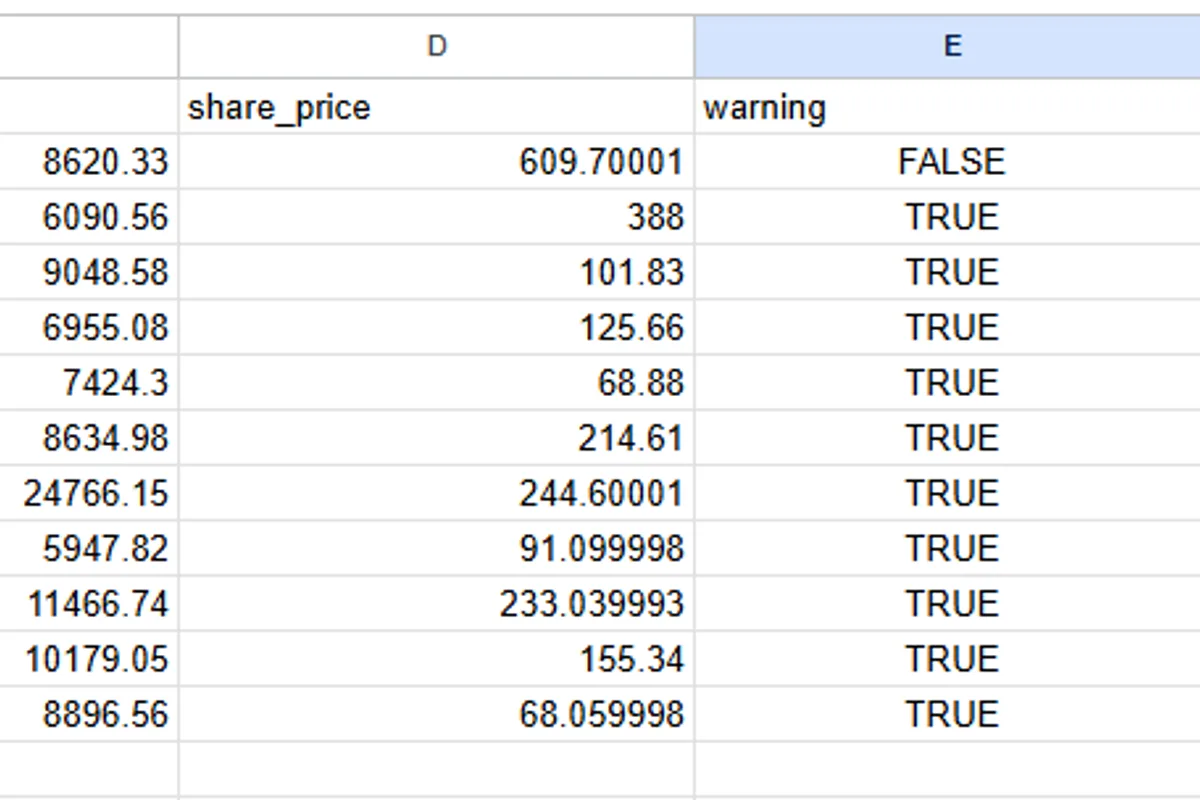 D E
share_price warning
8620.33 609.70001 FALSE
6090.56 388 TRUE
9048.58 101.83 TRUE
6955.08 125.66 TRUE
7424.3 68.88 TRUE
8634.98 214.61 TRUE
24766.15 244.60001 TRUE
5947.82 91.099998 TRUE
11466.74 233.039993 TRUE
10179.05 155.34 TRUE
8896.56 68.059998 TRUE